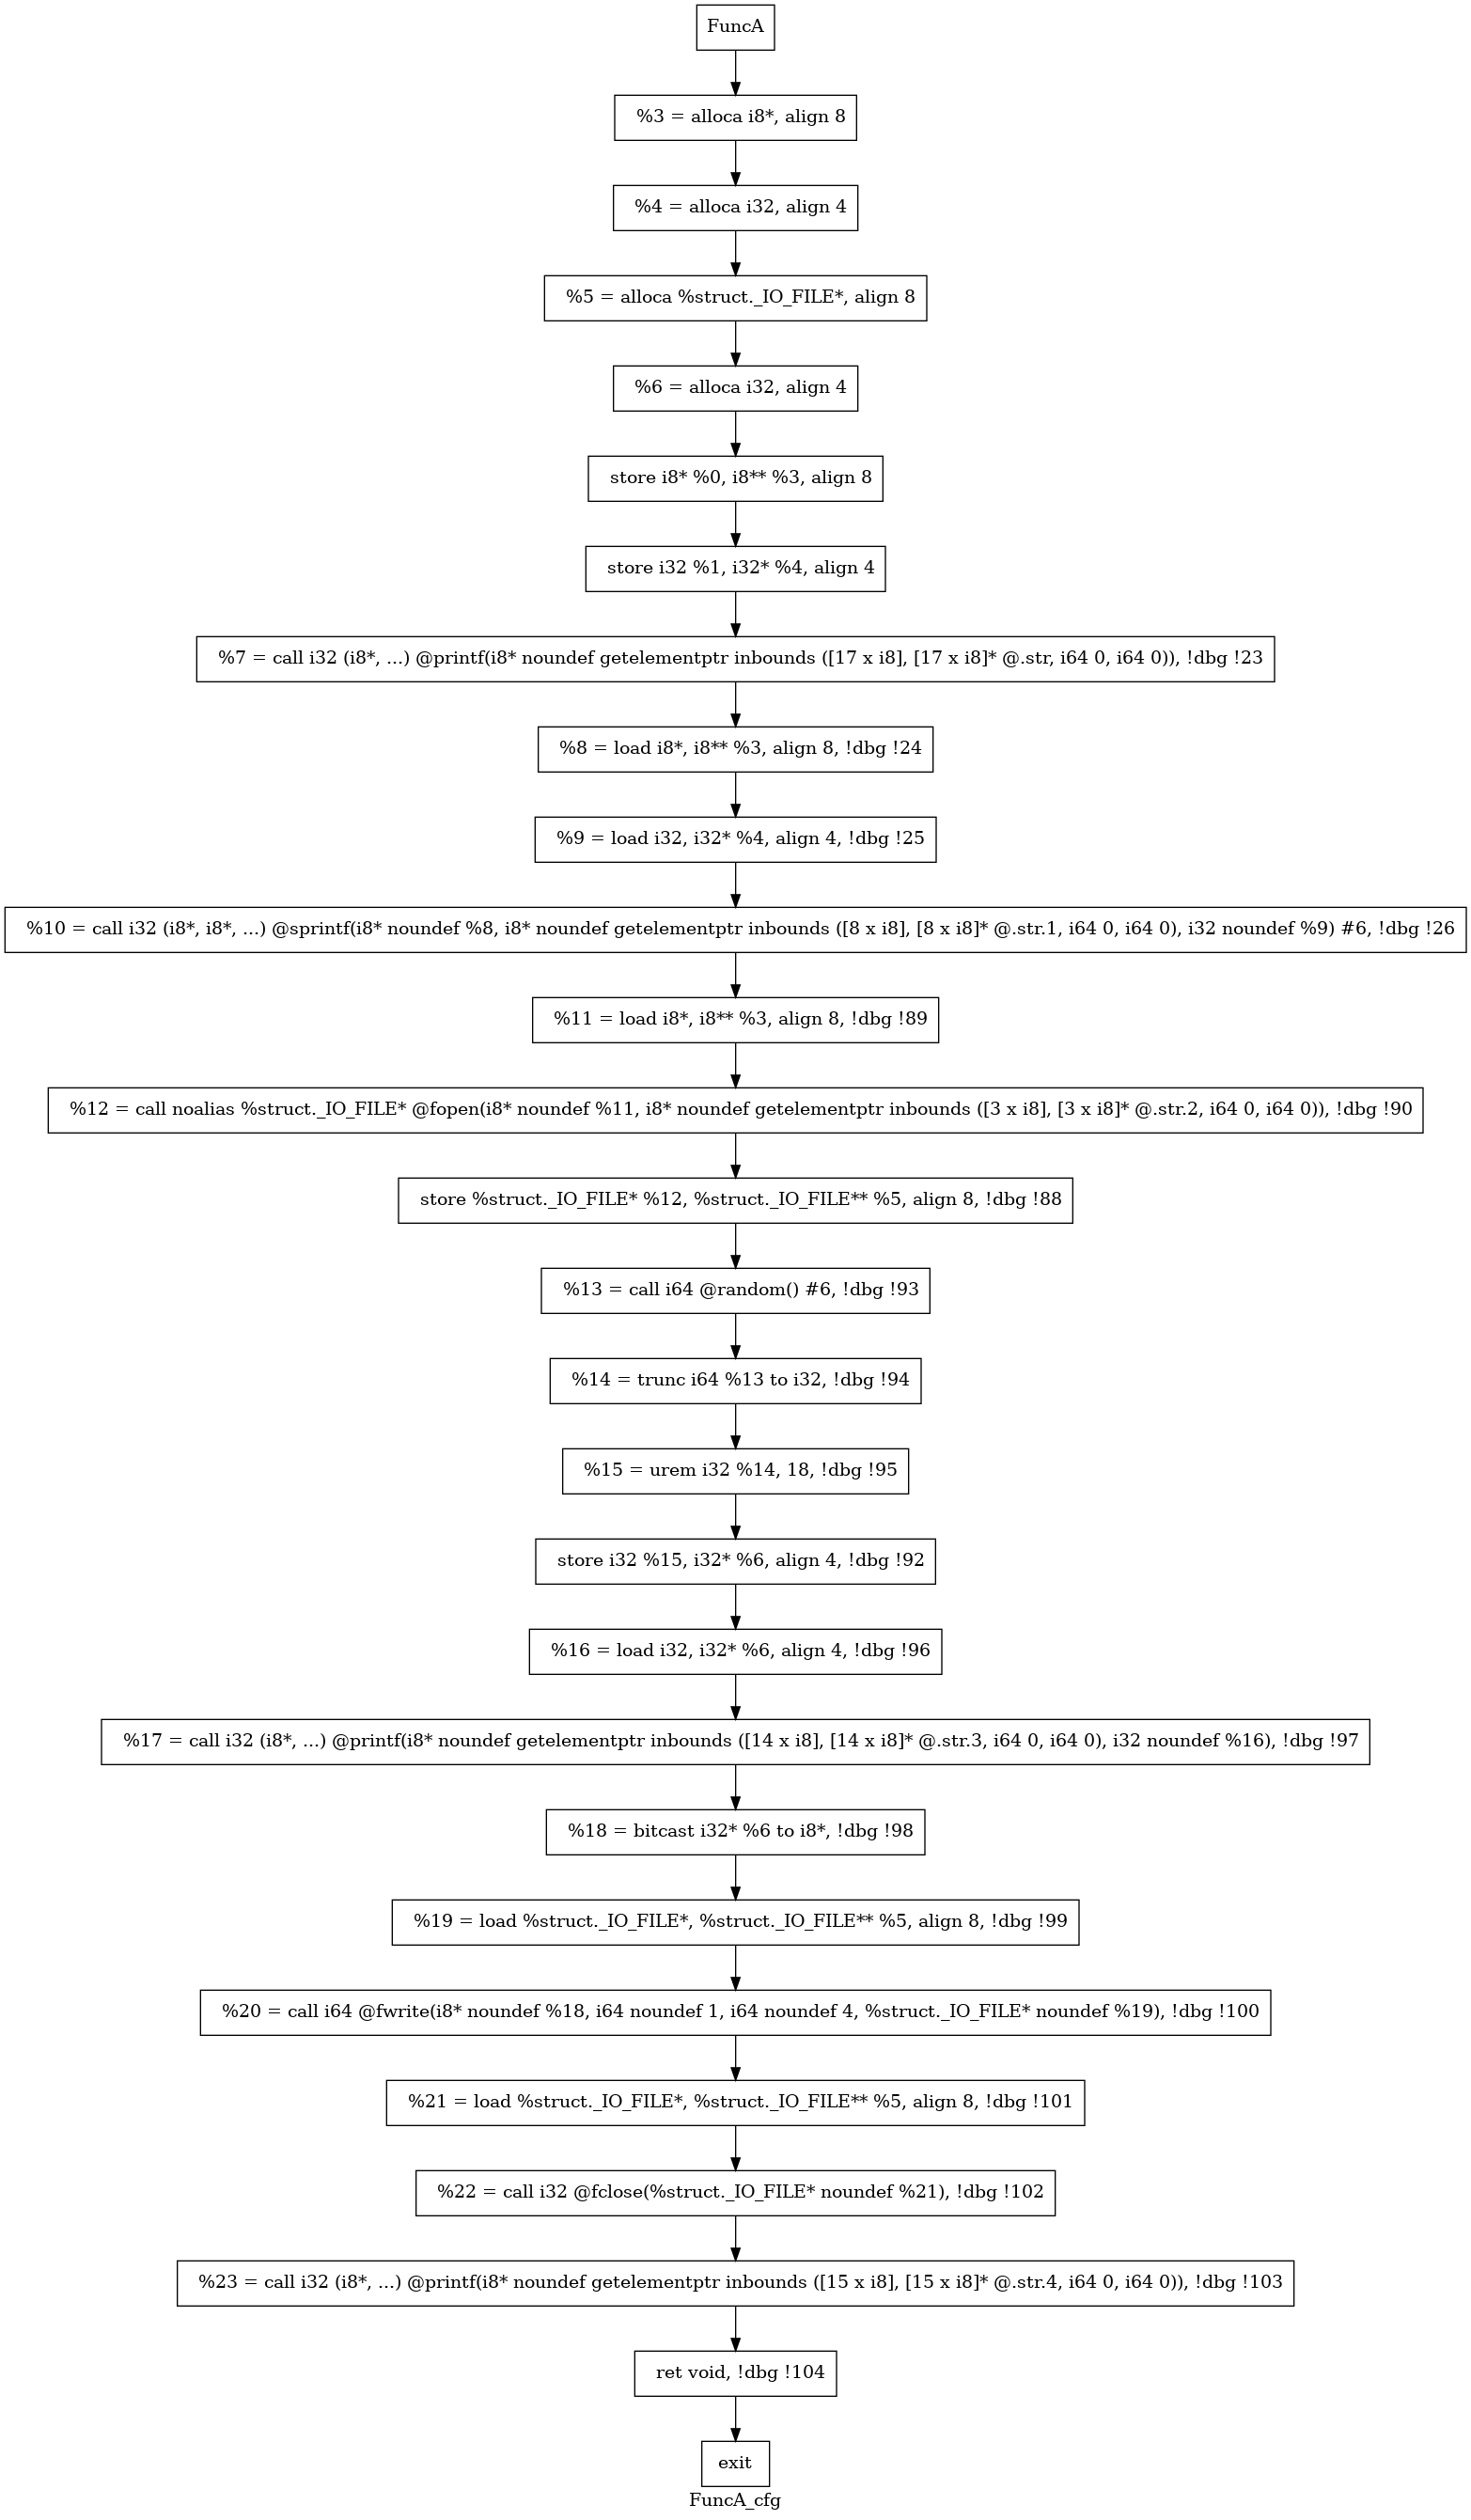 FuncA
%3 = alloca i8*, align 8
%4 = alloca i32, align 4
%5 = alloca %struct._IO_FILE*, align 8
%6 = alloca i32, align 4
store i8* %0, i8** %3, align 8
store i32 %1, i32* %4, align 4
%7 = call i32 (i8*, ...) @printf(i8* noundef getelementptr inbounds ([17 x i8], [17 x i8]* @.str, i64 0, i64 0)), !dbg !23
%8 = load i8*, i8** %3, align 8, !dbg !24
%9 = load i32, i32* %4, align 4, !dbg !25
%10 = call i32 (i8*, i8*, ...) @sprintf(i8* noundef %8, i8* noundef getelementptr inbounds ([8 x i8], [8 x i8]* @.str.1, i64 0, i64 0), i32 noundef %9) #6, !dbg !26
%11 = load i8*, i8** %3, align 8, !dbg !89
%12 = call noalias %struct._IO_FILE* @fopen(i8* noundef %11, i8* noundef getelementptr inbounds ([3 x i8], [3 x i8]* @.str.2, i64 0, i64 0)), !dbg !90
store %struct._IO_FILE* %12, %struct._IO_FILE** %5, align 8, !dbg !88
%13 = call i64 @random() #6, !dbg !93
%14 = trunc i64 %13 to i32, !dbg !94
%15 = urem i32 %14, 18, !dbg !95
store i32 %15, i32* %6, align 4, !dbg !92
%16 = load i32, i32* %6, align 4, !dbg !96
%17 = call i32 (i8*, ...) @printf(i8* noundef getelementptr inbounds ([14 x i8], [14 x i8]* @.str.3, i64 0, i64 0), i32 noundef %16), !dbg !97
%18 = bitcast i32* %6 to i8*, !dbg !98
%19 = load %struct._IO_FILE*, %struct._IO_FILE** %5, align 8, !dbg !99
%20 = call i64 @fwrite(i8* noundef %18, i64 noundef 1, i64 noundef 4, %struct._IO_FILE* noundef %19), !dbg !100
%21 = load %struct._IO_FILE*, %struct._IO_FILE** %5, align 8, !dbg !101
%22 = call i32 @fclose(%struct._IO_FILE* noundef %21), !dbg !102
%23 = call i32 (i8*, ...) @printf(i8* noundef getelementptr inbounds ([15 x i8], [15 x i8]* @.str.4, i64 0, i64 0)), !dbg !103
ret void, !dbg !104
exit
FuncA_cfg